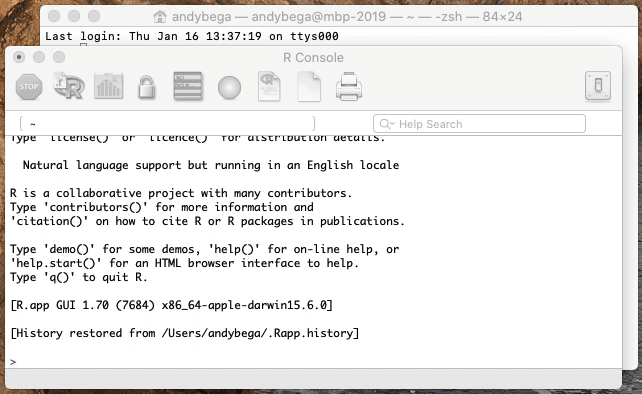 andybega — andybega@mbp-2019 — ~ — -zsh — 84×24
Last login: Thu Jan 16 13:37:19 on ttys000
R Console
STOP
R
R
~
Help Search
Type 'license()' or 'licence()' for distribution details.
Natural language support but running in an English locale
R is a collaborative project with many contributors.
Type 'contributors()' for more information and
'citation()' on how to cite R or R packages in publications.
Type 'demo()' for some demos, 'help()' for on-line help, or
'help.start()' for an HTML browser interface to help.
Type 'q()' to quit R.
[R.app GUI 1.70 (7684) x86_64-apple-darwin15.6.0]
[History restored from /Users/andybega/.Rapp.history]
>